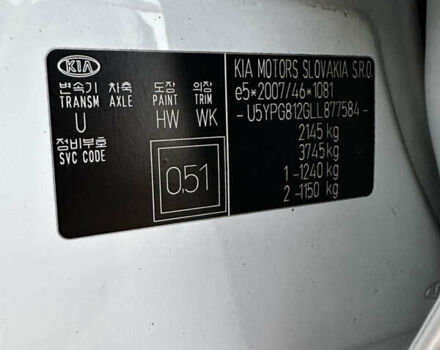 KIA
변속기 차축 도장 의장
TRANSM AXLE PAINT TRIM
U HW WK
정비부호
SVC CODE
0.51
KIA MOTORS SLOVAKIA S.R.O.
e5*2007/46*1081
-U5YPG812GLL877584-
2145 kg
3745 kg
1-1240 kg
2-1150 kg